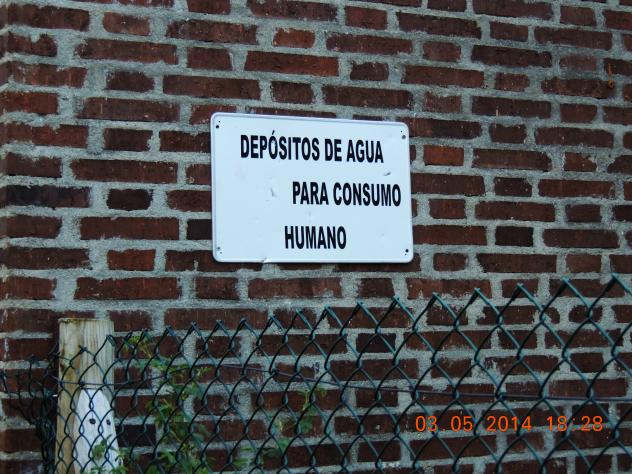 DEPÓSITOS DE AGUA
PARA CONSUMO
HUMANO
03 05 2014 18:28